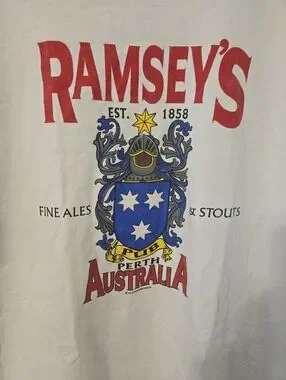 RAMSEY'S
EST. 1858
FINE ALES & STOUTS
PUB
PERTH
AUSTRALIA